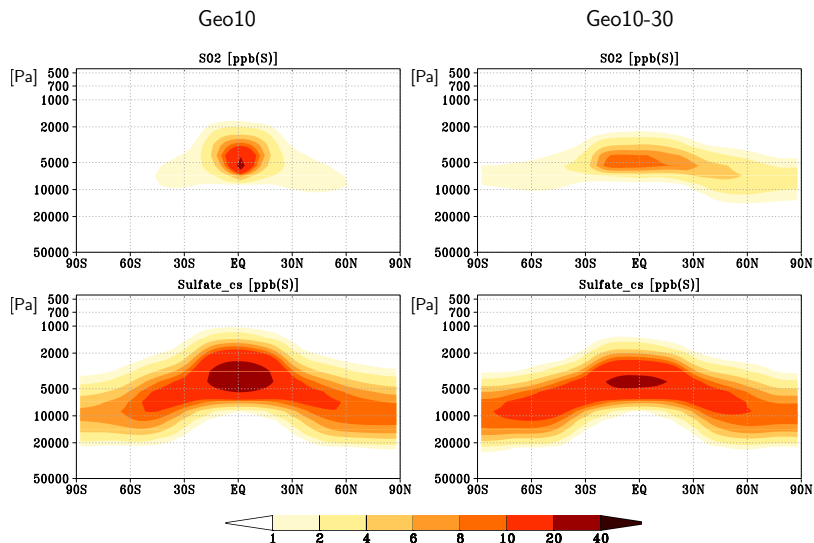 Geo10 Geo10-30
SO2 [ppb(S)] SO2 [ppb(S)]
[Pa] 500 [Pa] 500
700 700
1000 1000
2000 2000
5000 5000
10000 10000
20000 20000
50000 50000
90S 60S 30S EQ 30N 60N 90N 90S 60S 30S EQ 30N 60N 90N
Sulfate_cs [ppb(S)] Sulfate_cs [ppb(S)]
[Pa] 500 [Pa] 500
700 700
1000 1000
2000 2000
5000 5000
10000 10000
20000 20000
50000 50000
90S 60S 30S EQ 30N 60N 90N 90S 60S 30S EQ 30N 60N 90N
1 2 4 6 8 10 20 40